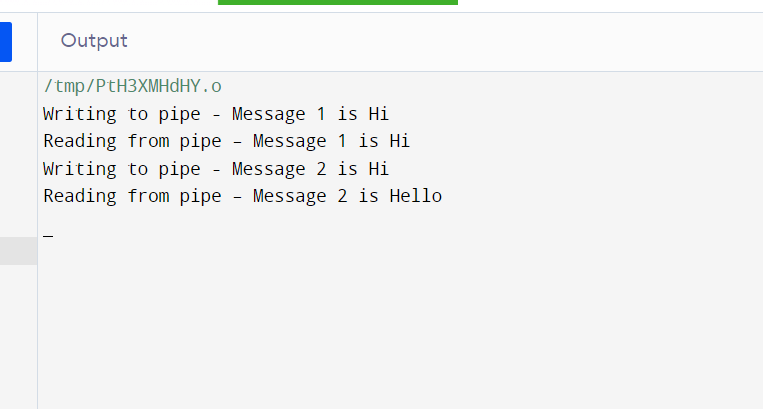 Output
/tmp/PtH3XMHdHY.o
Writing to pipe - Message 1 is Hi
Reading from pipe – Message 1 is Hi
Writing to pipe - Message 2 is Hi
Reading from pipe – Message 2 is Hello
_